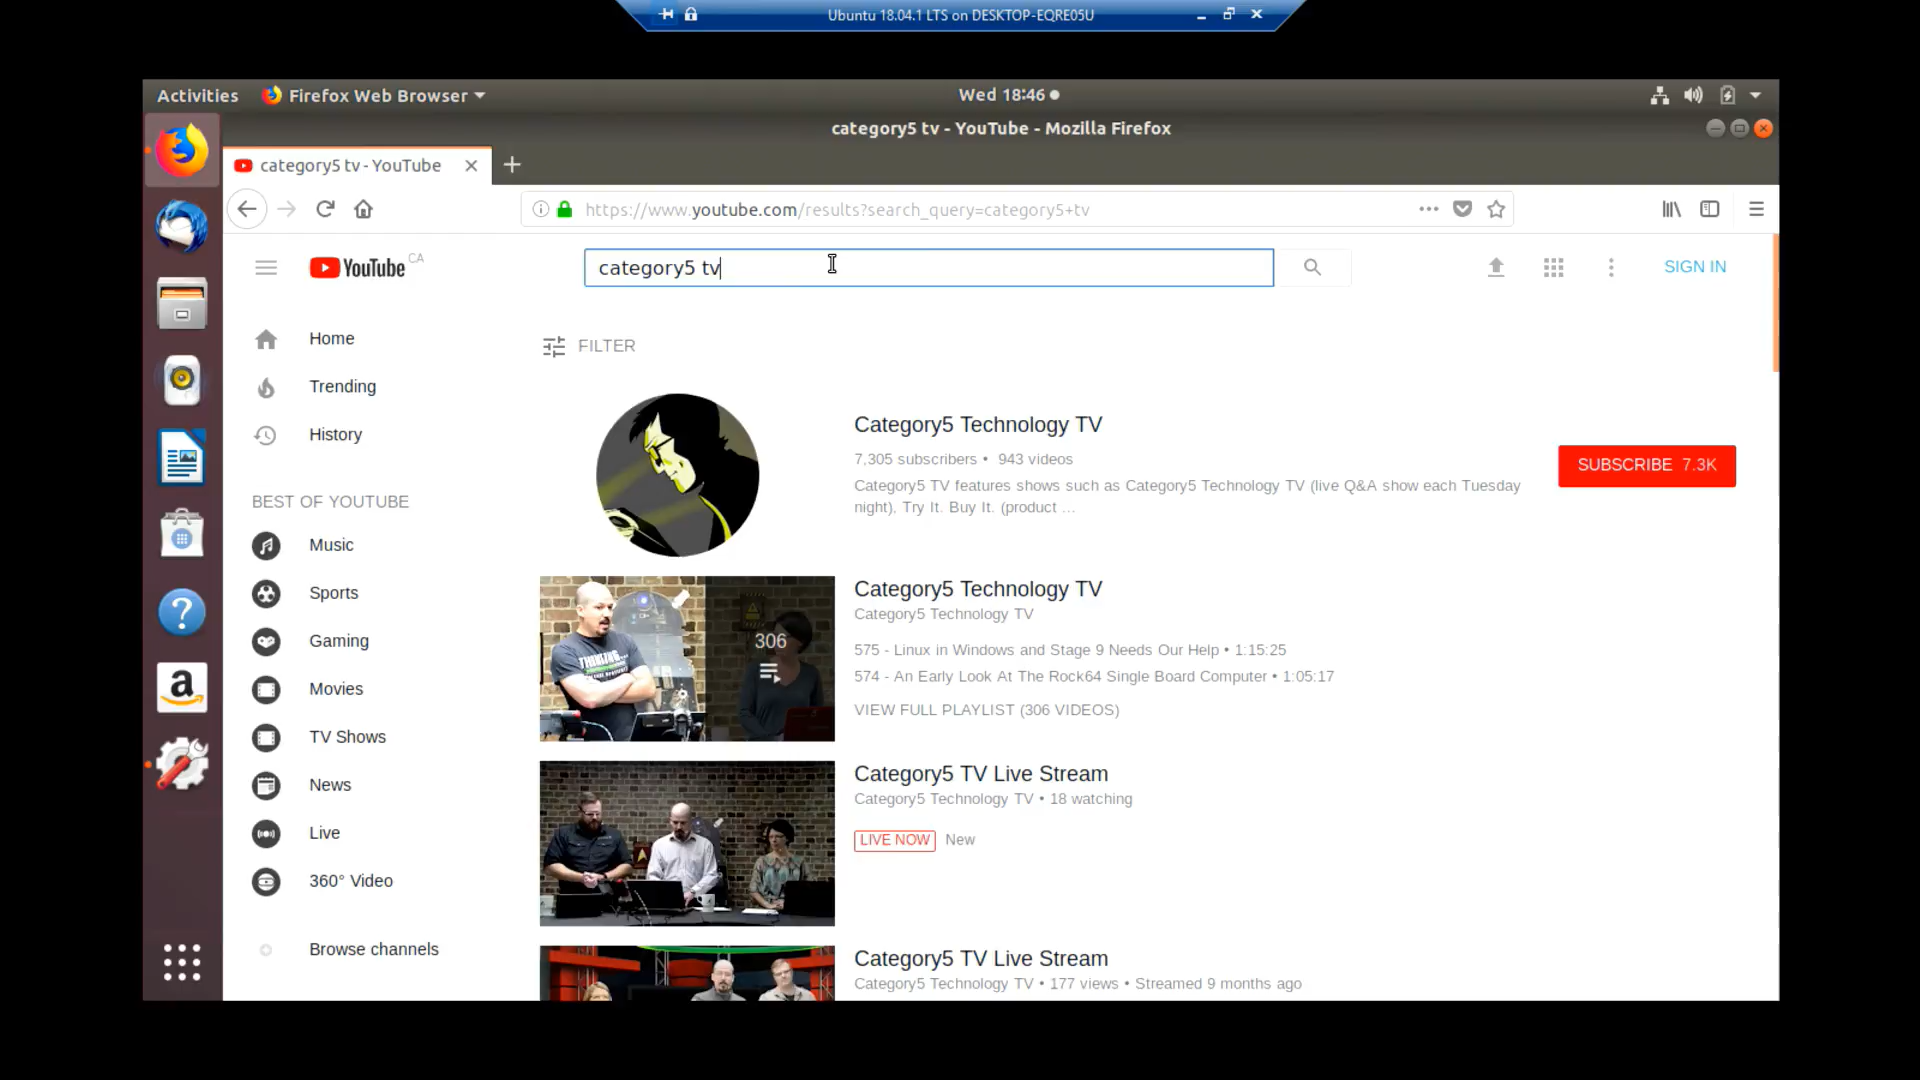 Ubuntu 18.04.1 LTS on DESKTOP-EQRE05U
Activities
Firefox Web Browser
Wed 18:46
category5 tv - YouTube - Mozilla Firefox
category5 tv - YouTube
https://www.youtube.com/results?search_query=category5+tv
YouTube CA
category5 tv
SIGN IN
Home
Trending
History
BEST OF YOUTUBE
Music
Sports
Gaming
Movies
TV Shows
News
Live
360° Video
Browse channels
FILTER
Category5 Technology TV
7,305 subscribers • 943 videos
Category5 TV features shows such as Category5 Technology TV (live Q&A show each Tuesday
night), Try It. Buy It. (product ...
SUBSCRIBE 7.3K
306
THINKING...
Category5 Technology TV
Category5 Technology TV
575 - Linux in Windows and Stage 9 Needs Our Help • 1:15:25
574 - An Early Look At The Rock64 Single Board Computer • 1:05:17
VIEW FULL PLAYLIST (306 VIDEOS)
Category5 TV Live Stream
Category5 Technology TV • 18 watching
LIVE NOW New
Category5 TV Live Stream
Category5 Technology TV • 177 views • Streamed 9 months ago